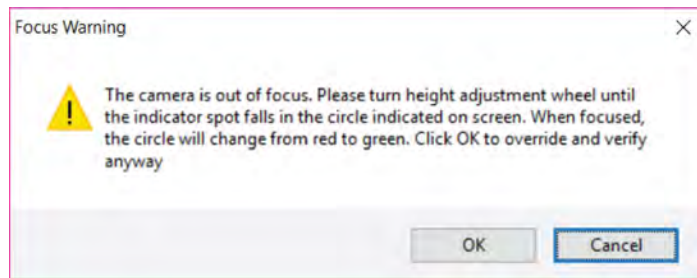 Focus Warning
The camera is out of focus. Please turn height adjustment wheel until
the indicator spot falls in the circle indicated on screen. When focused,
the circle will change from red to green. Click OK to override and verify
anyway
OK
Cancel